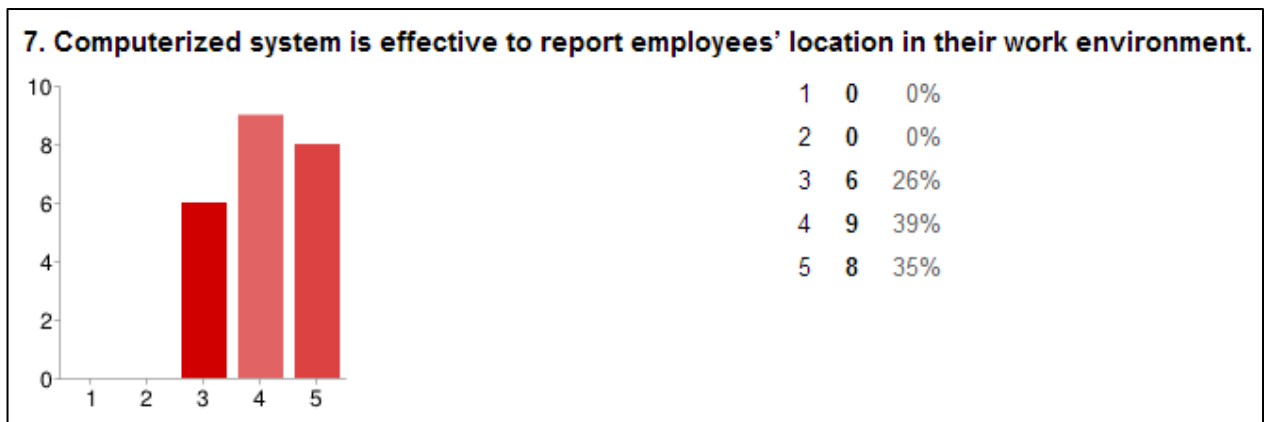 7. Computerized system is effective to report employees’ location in their work environment.
10
8
6
4
2
0
1 2 3 4 5
1 0 0%
2 0 0%
3 6 26%
4 9 39%
5 8 35%